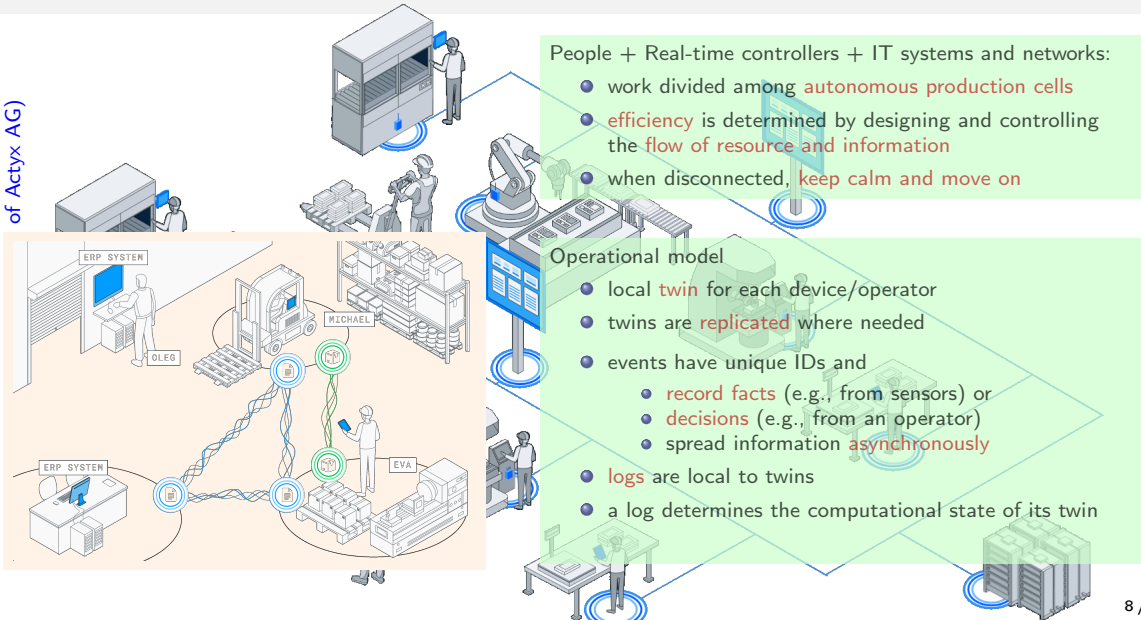 of Actyx AG)
People + Real-time controllers + IT systems and networks:
work divided among autonomous production cells
efficiency is determined by designing and controlling
the flow of resource and information
when disconnected, keep calm and move on
ERP SYSTEM
OLEG
MICHAEL
ERP SYSTEM
EVA
Operational model
local twin for each device/operator
twins are replicated where needed
events have unique IDs and
record facts (e.g., from sensors) or
decisions (e.g., from an operator)
spread information asynchronously
logs are local to twins
a log determines the computational state of its twin
8/